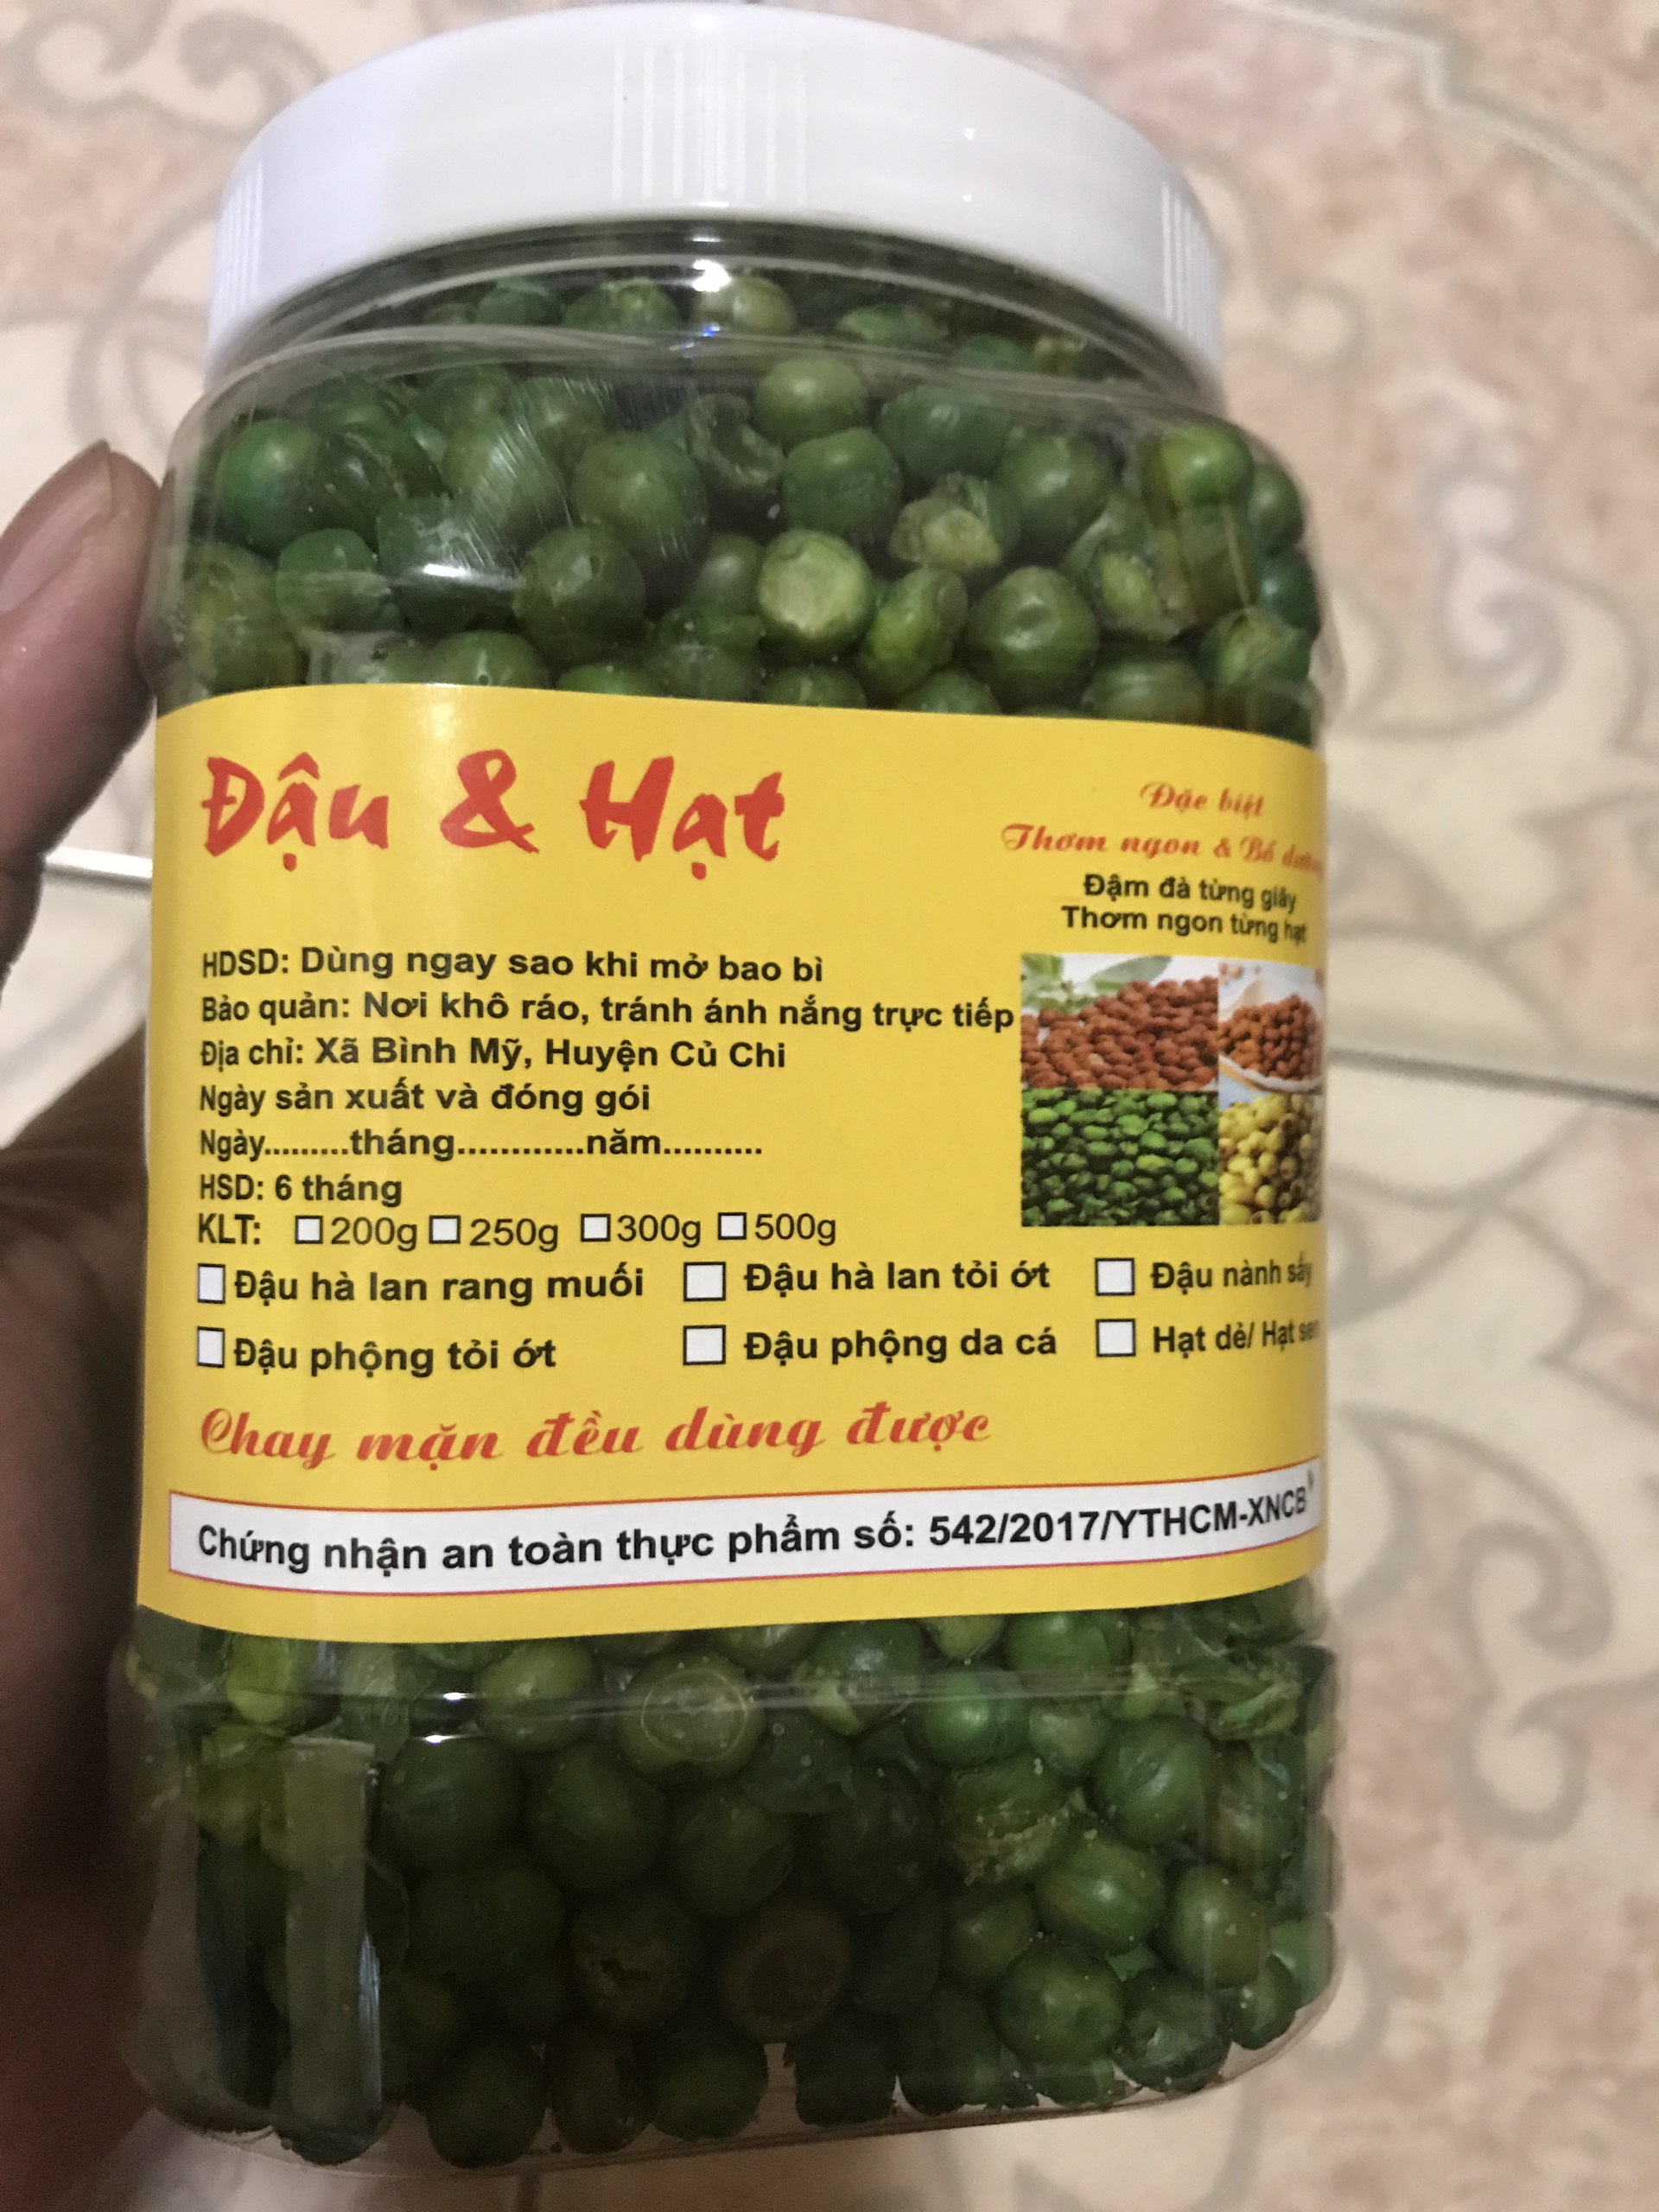 Đậu & Hạt
Đặc biệt
Thơm ngon & Bổ
Đậm đà từng giây
Thơm ngon từng hạt
HDSD: Dùng ngay sao khi mở bao bì
Bảo quản: Nơi khô ráo, tránh ánh nắng trực tiếp
Địa chỉ: Xã Bình Mỹ, Huyện Củ Chi
Ngày sản xuất và đóng gói
Ngày.........tháng............năm..........
HSD: 6 tháng
KLT: ☐200g ☐250g ☐300g ☐500g
☐ Đậu hà lan rang muối ☐ Đậu hà lan tỏi ớt ☐ Đậu nành sấy
☐ Đậu phộng tỏi ớt ☐ Đậu phộng da cá ☐ Hạt dẻ/ Hạt sen
Chay mặn đều dùng được
Chứng nhận an toàn thực phẩm số: 542/2017/YTHCM-XNCB